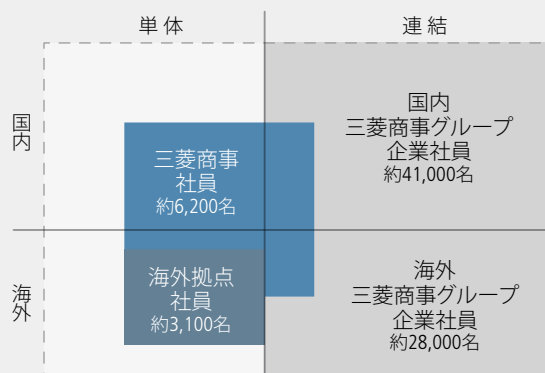 単体
連結
国内
三菱商事
社員
約6,200名
国内
三菱商事グループ
企業社員
約41,000名
海外
海外拠点
社員
約3,100名
海外
三菱商事グループ
企業社員
約28,000名